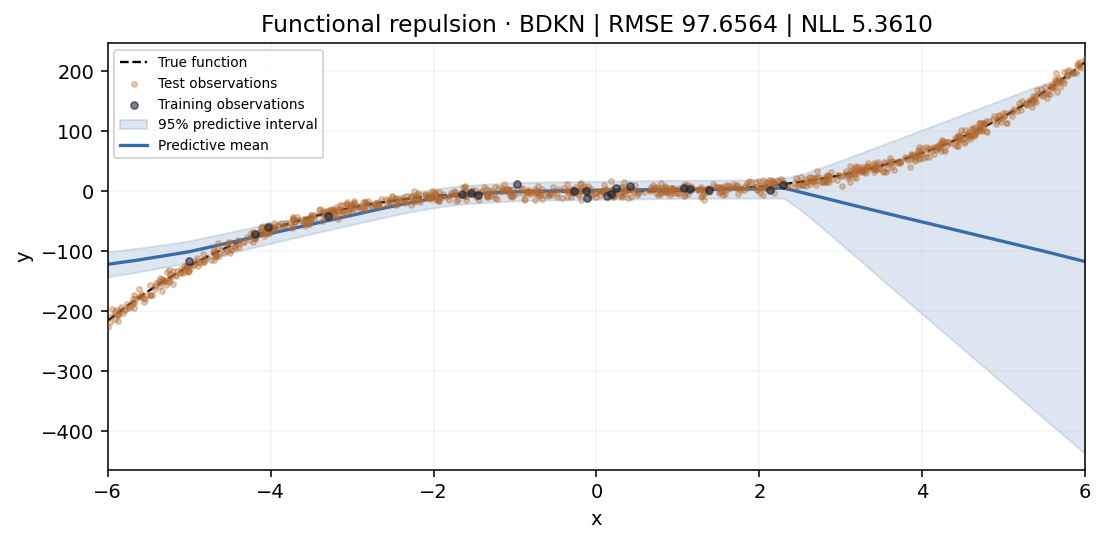 Functional repulsion · BDKN | RMSE 97.6564 | NLL 5.3610
True function
Test observations
Training observations
95% predictive interval
Predictive mean
200
100
0
−100
−200
−300
−400
y
−6
−4
−2
0
2
4
6
x